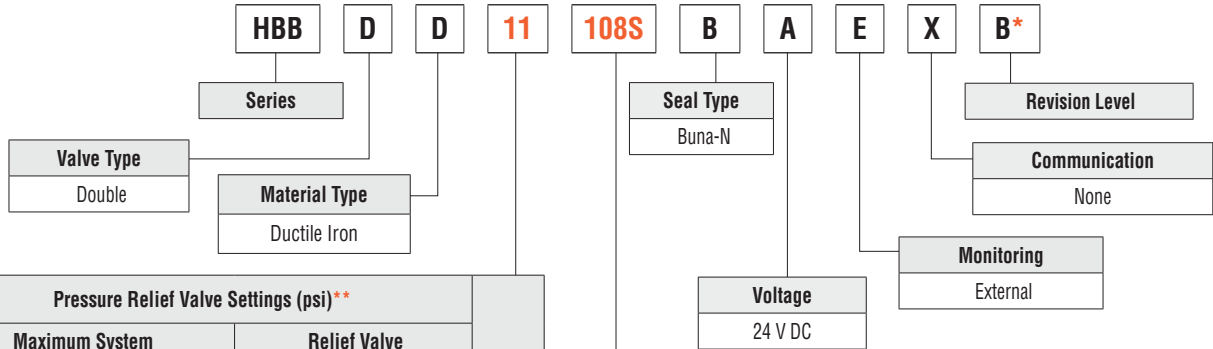 HBB D D 11 108S B A E X B*
Series
Seal Type
Buna-N
Revision Level
Valve Type
Double
Material Type
Ductile Iron
Communication
None
Monitoring
External
Pressure Relief Valve Settings (psi)**
Maximum System
Relief Valve
Voltage
24 V DC